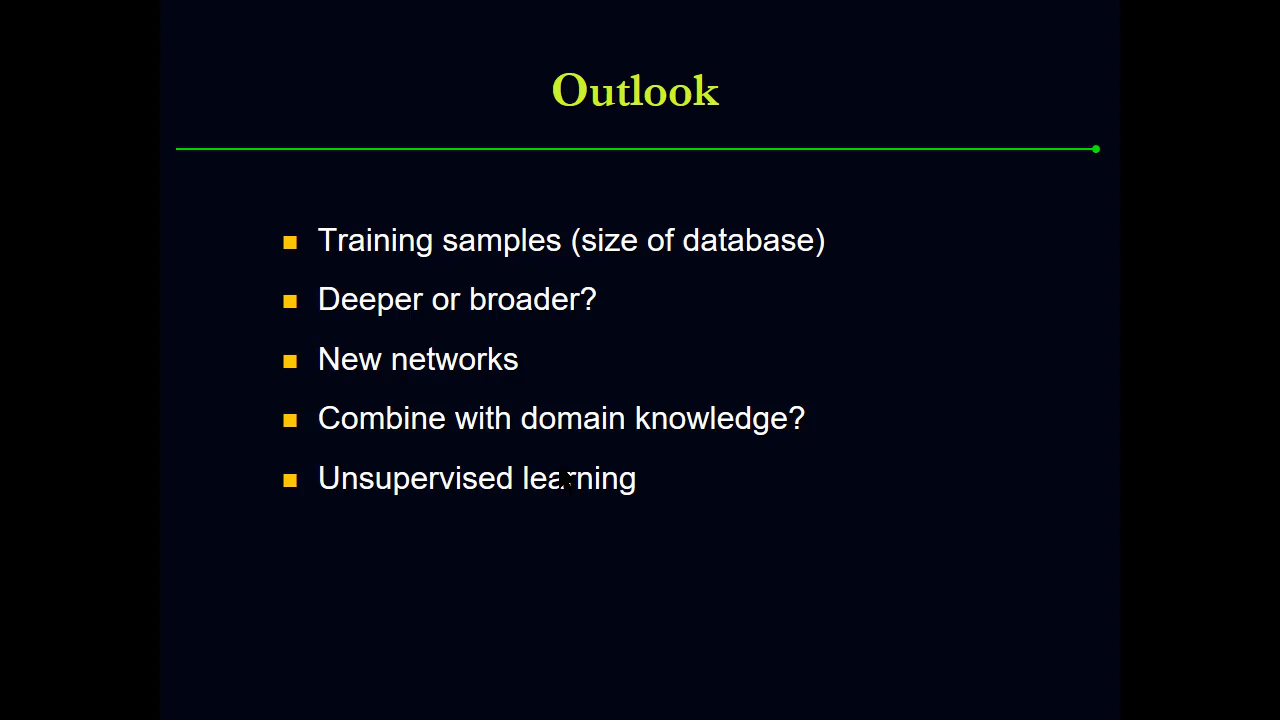 Outlook
Training samples (size of database)
Deeper or broader?
New networks
Combine with domain knowledge?
Unsupervised learning